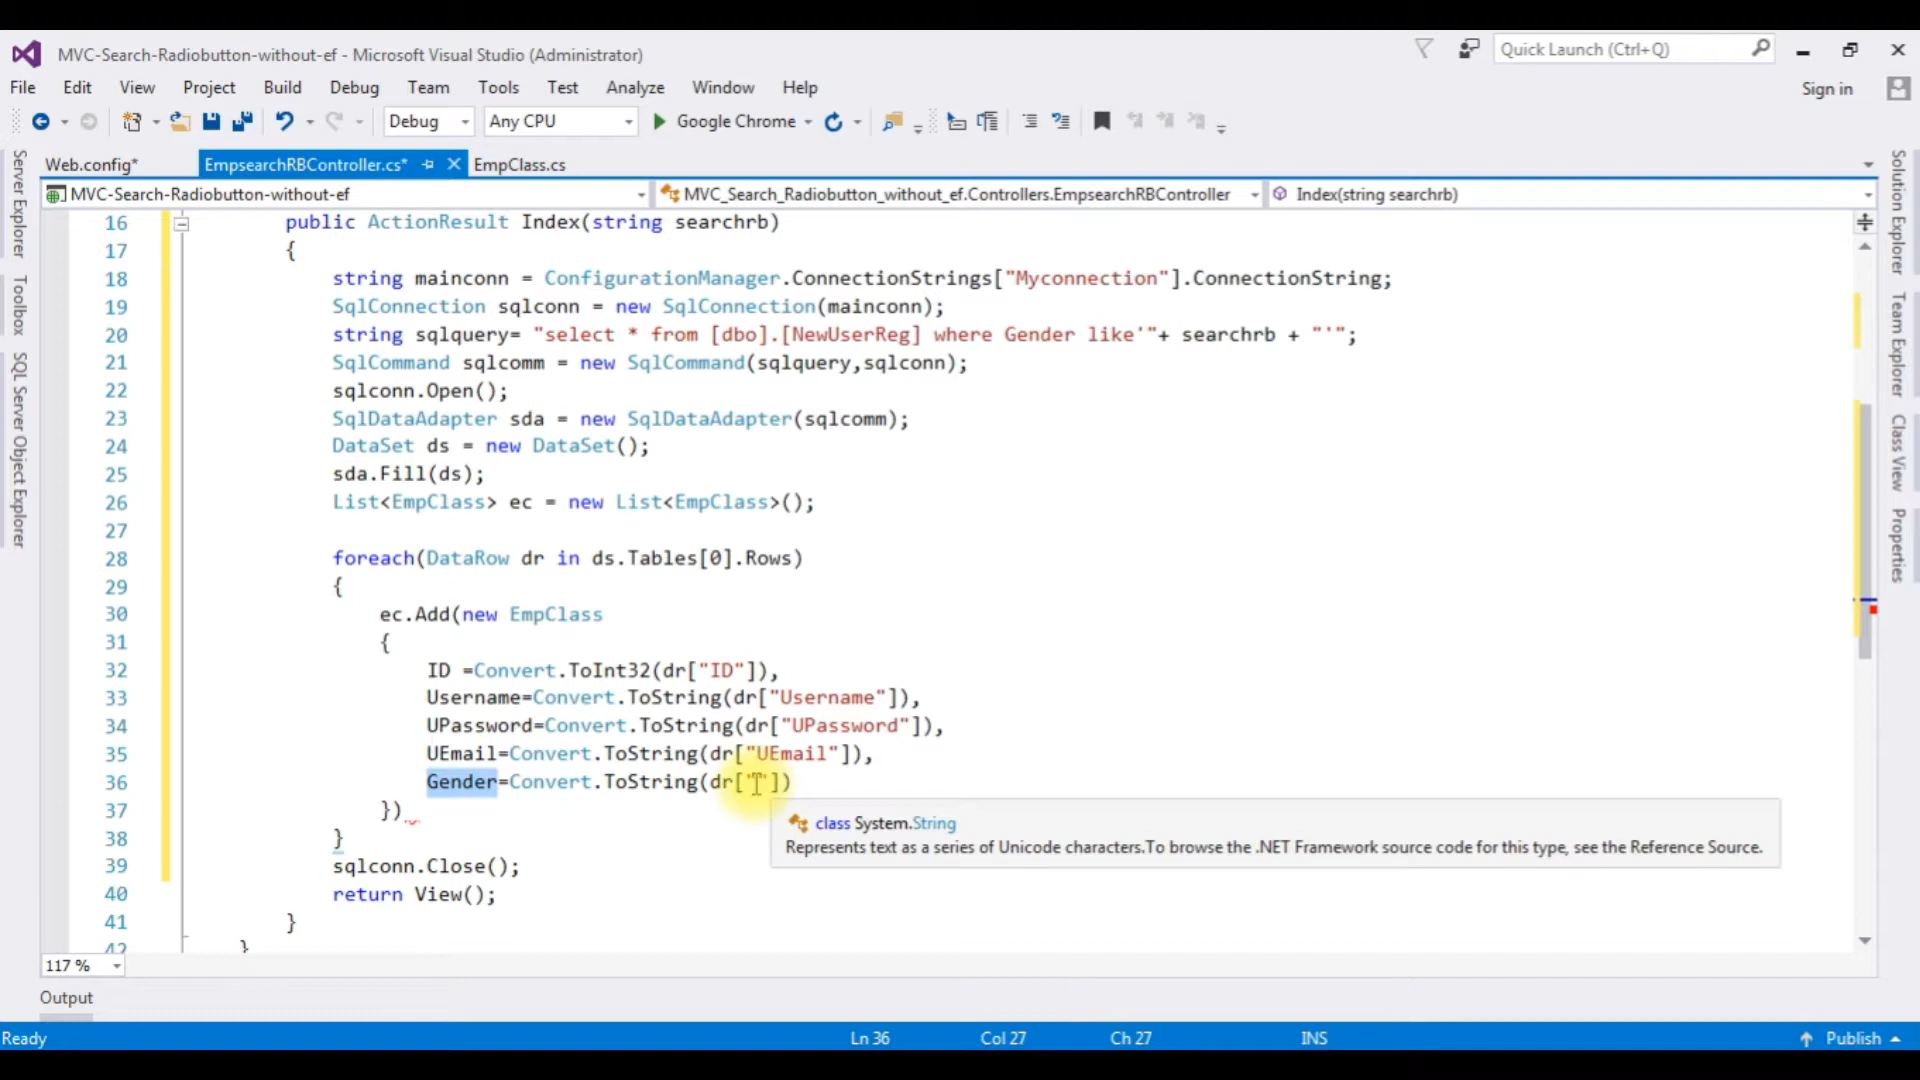 MVC-Search-Radiobutton-without-ef - Microsoft Visual Studio (Administrator)
Quick Launch (Ctrl+Q)
File Edit View Project Build Debug Team Tools Test Analyze Window Help
Sign in
Debug Any CPU Google Chrome
Web.config* EmpsearchRBController.cs* EmpClass.cs
MVC-Search-Radiobutton-without-ef MVC_Search_Radiobutton_without_ef.Controllers.EmpsearchRBController Index(string searchrb)
Server Explorer
Toolbox
SQL Server Object Explorer
16 public ActionResult Index(string searchrb)
17 {
18 string mainconn = ConfigurationManager.ConnectionStrings["Myconnection"].ConnectionString;
19 SqlConnection sqlconn = new SqlConnection(mainconn);
20 string sqlquery= "select * from [dbo].[NewUserReg] where Gender like'"+ searchrb + "'";
21 SqlCommand sqlcomm = new SqlCommand(sqlquery,sqlconn);
22 sqlconn.Open();
23 SqlDataAdapter sda = new SqlDataAdapter(sqlcomm);
24 DataSet ds = new DataSet();
25 sda.Fill(ds);
26 List<EmpClass> ec = new List<EmpClass>();
27
28 foreach(DataRow dr in ds.Tables[0].Rows)
29 {
30 ec.Add(new EmpClass
31 {
32 ID =Convert.ToInt32(dr["ID"]),
33 Username=Convert.ToString(dr["Username"]),
34 UPassword=Convert.ToString(dr["UPassword"]),
35 UEmail=Convert.ToString(dr["UEmail"]),
36 Gender=Convert.ToString(dr[""])
37 })
class System.String
Represents text as a series of Unicode characters.To browse the .NET Framework source code for this type, see the Reference Source.
38 }
39 sqlconn.Close();
40 return View();
41 }
42 }
Solution Explorer
Team Explorer
Class View
Properties
117 %
Output
Ready Ln 36 Col 27 Ch 27 INS Publish